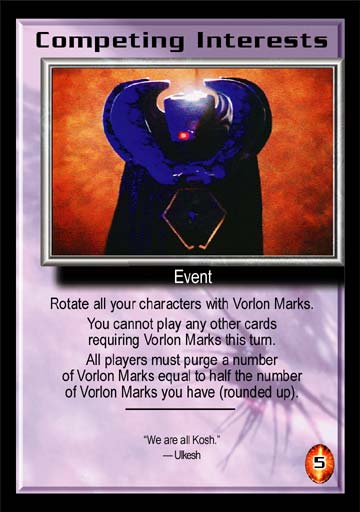 Competing Interests
Event
Rotate all your characters with Vorlon Marks.
You cannot play any other cards
requiring Vorlon Marks this turn.
All players must purge a number
of Vorlon Marks equal to half the number
of Vorlon Marks you have (rounded up).
“We are all Kosh.”
— Ulkesh
5